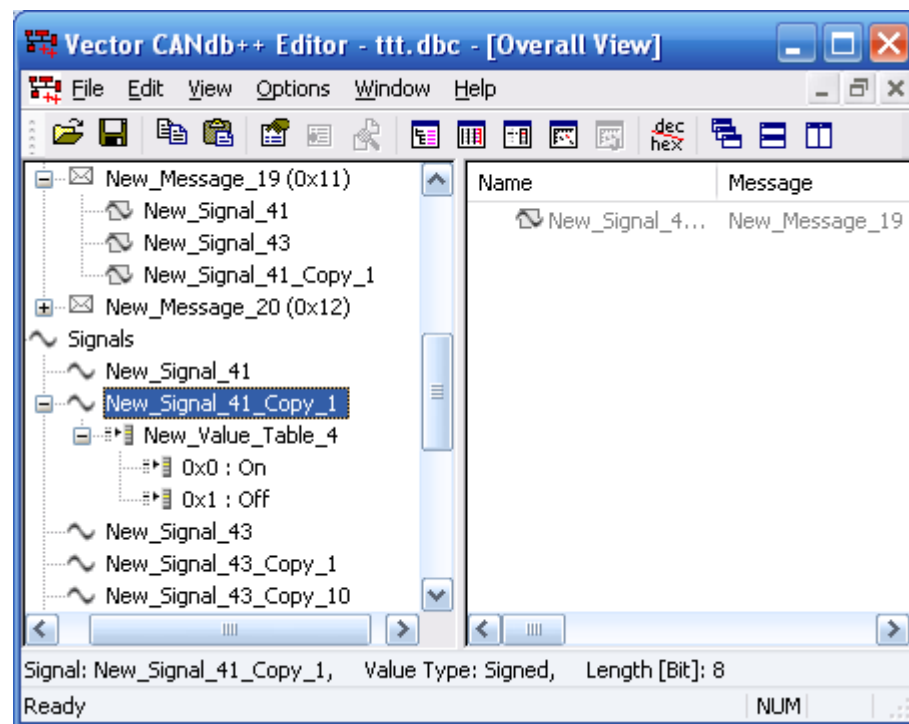 Vector CANdb++ Editor - ttt.dbc - [Overall View]
File Edit View Options Window Help
dec
hex
New_Message_19 (0x11)
New_Signal_41
New_Signal_43
New_Signal_41_Copy_1
New_Message_20 (0x12)
Signals
New_Signal_41
New_Signal_41_Copy_1
New_Value_Table_4
0x0 : On
0x1 : Off
New_Signal_43
New_Signal_43_Copy_1
New_Signal_43_Copy_10
Name Message
New_Signal_4... New_Message_19
Signal: New_Signal_41_Copy_1, Value Type: Signed, Length [Bit]: 8
Ready NUM